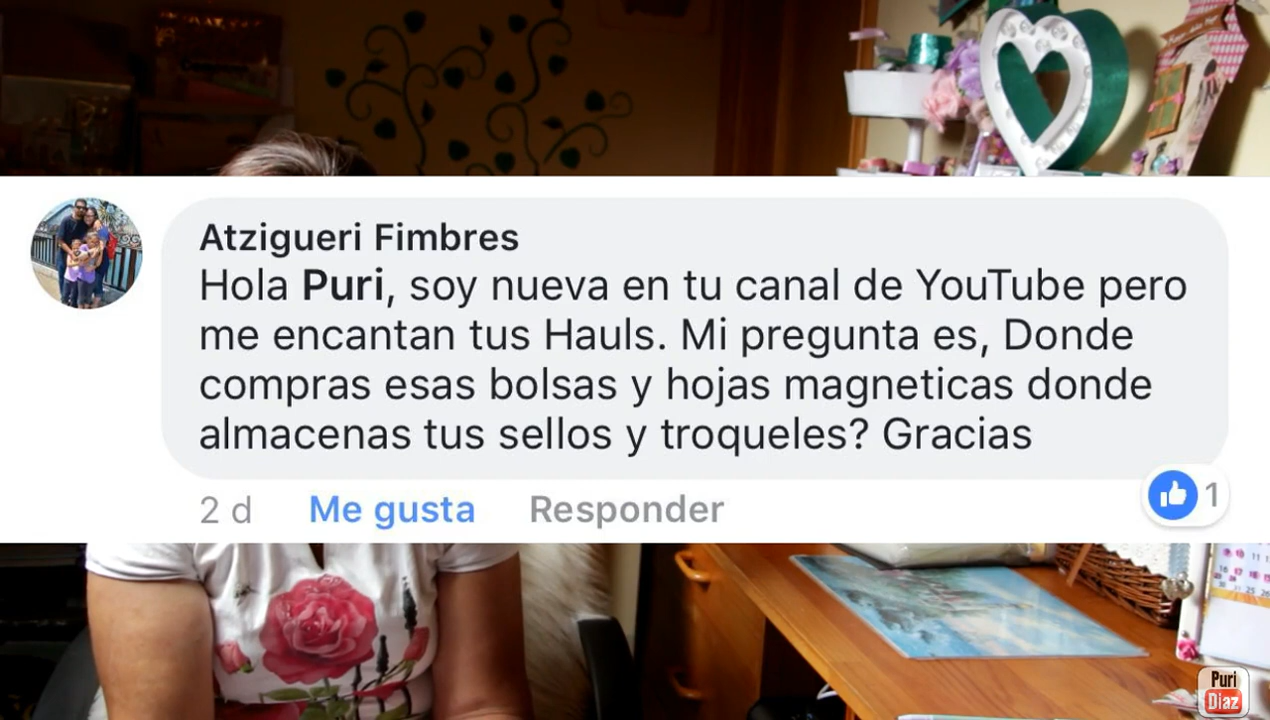 Atzigueri Fimbres
Hola Puri, soy nueva en tu canal de YouTube pero
me encantan tus Hauls. Mi pregunta es, Donde
compras esas bolsas y hojas magneticas donde
almacenas tus sellos y troqueles? Gracias
2 d Me gusta Responder
1
Puri
Diaz